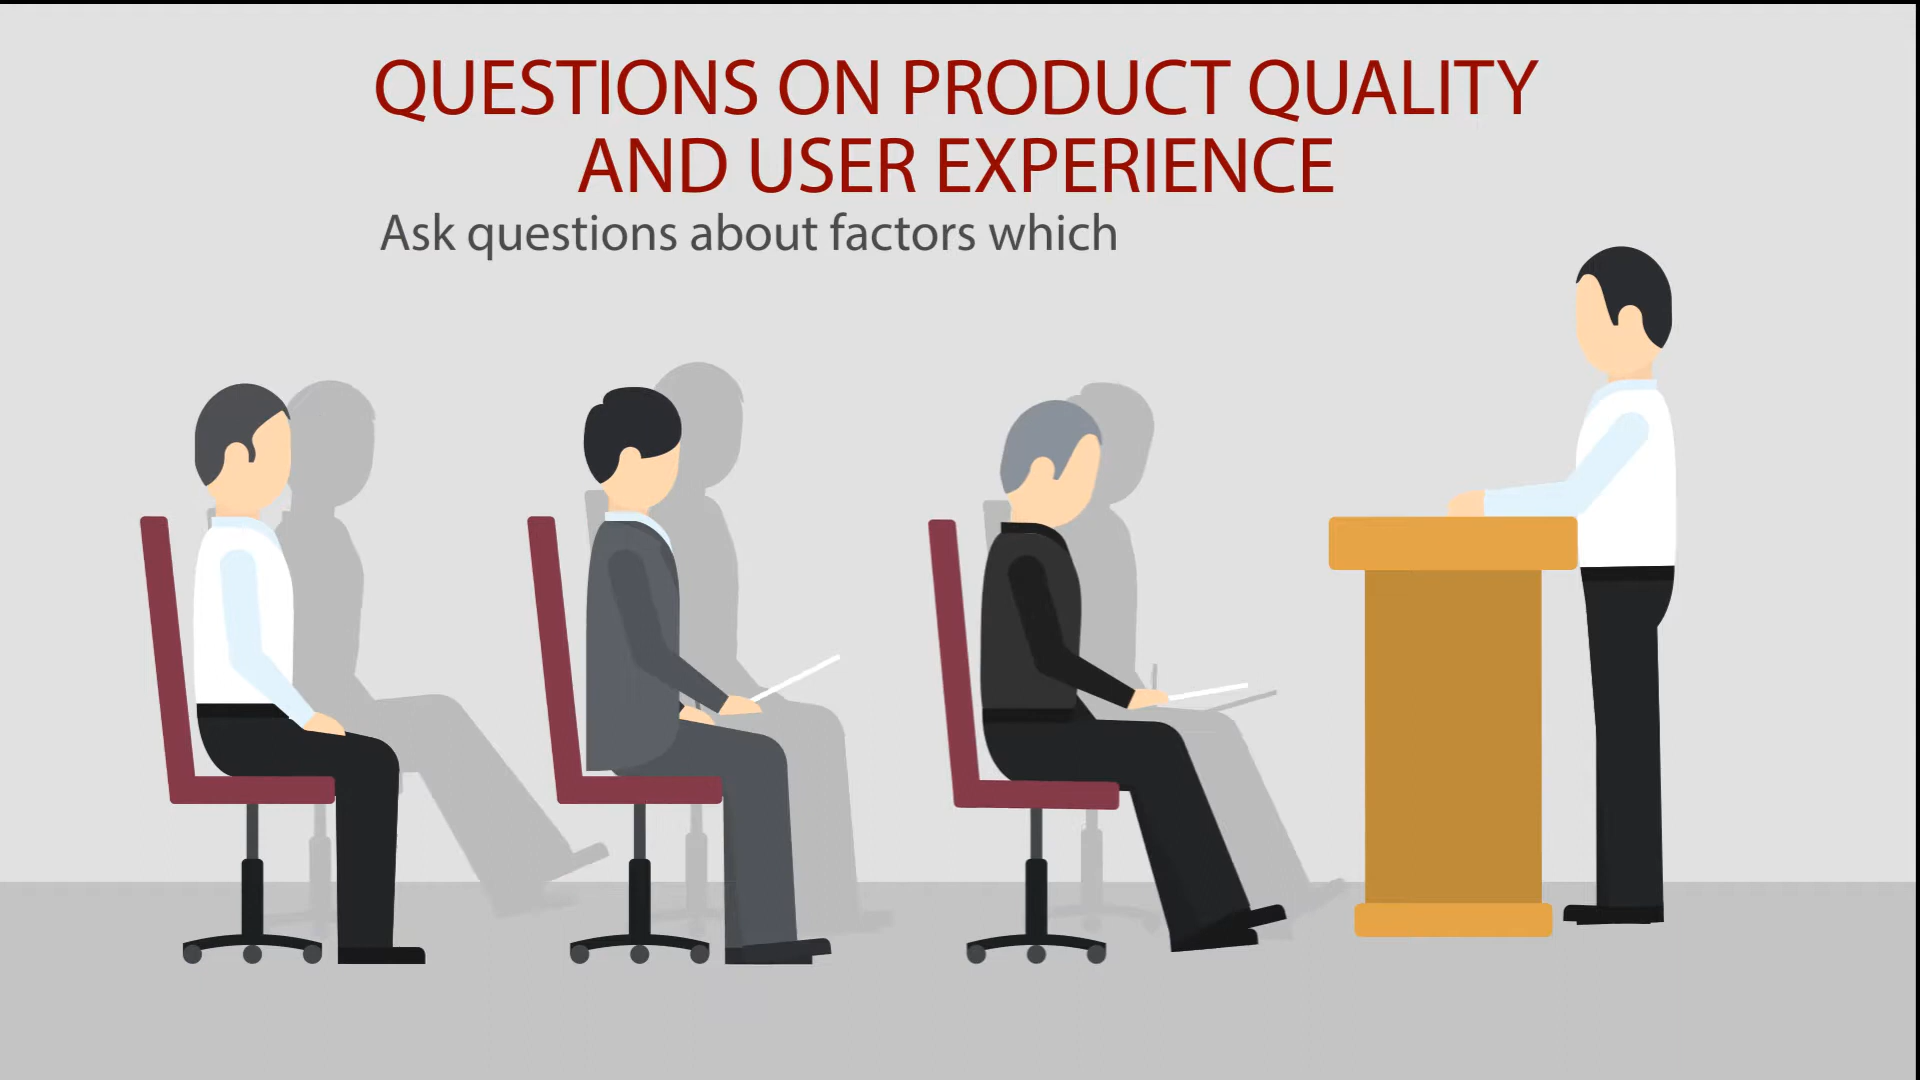 QUESTIONS ON PRODUCT QUALITY
AND USER EXPERIENCE
Ask questions about factors which